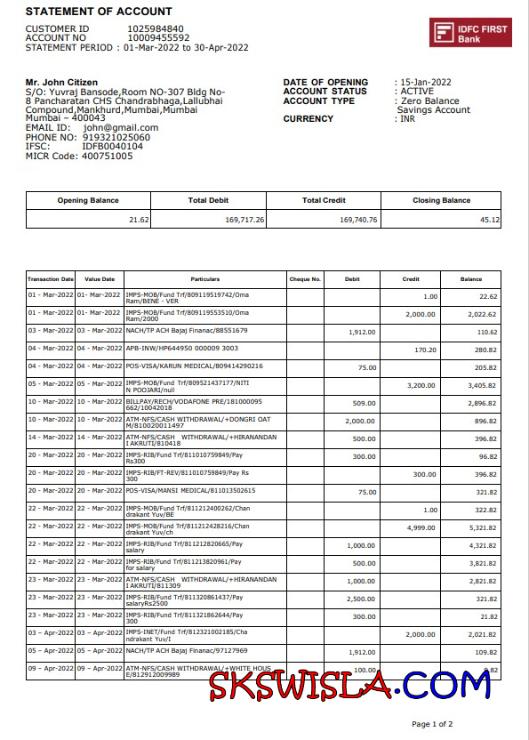 STATEMENT OF ACCOUNT
CUSTOMER ID 1025984840
ACCOUNT NO 10009455592
STATEMENT PERIOD : 01-Mar-2022 to 30-Apr-2022
IDFC FIRST
Bank
Mr. John Citizen
S/O: Yuvraj Bansode,Room NO-307 Bldg No-
8 Pancharatan CHS Chandrabhaga,Lallubhai
Compound,Mankhurd,Mumbai,Mumbai
Mumbai – 400043
EMAIL ID: john@gmail.com
PHONE NO: 919321025060
IFSC: IDFB0040104
MICR Code: 400751005
DATE OF OPENING : 15-Jan-2022
ACCOUNT STATUS : ACTIVE
ACCOUNT TYPE : Zero Balance
Savings Account
CURRENCY : INR
Opening Balance Total Debit Total Credit Closing Balance
21.62 169,717.26 169,740.76 45.12
Transaction Date Value Date Particulars Cheque No. Debit Credit Balance
01 - Mar-2022 01- Mar-2022 IMPS-MOB/Fund Trf/809119519742/Oma
Ram/BENE - VER 1.00 22.62
01 - Mar-2022 01- Mar-2022 IMPS-MOB/Fund Trf/809119553510/Oma
Ram/2000 2,000.00 2,022.62
03 - Mar-2022 03 - Mar-2022 NACH/TP ACH Bajaj Finanac/88551679 1,912.00 110.62
04 - Mar-2022 04 - Mar-2022 APB-INW/HP644950 000009 3003 170.20 280.82
04 - Mar-2022 04 - Mar-2022 POS-VISA/KARUN MEDICAL/809414290216 75.00 205.82
05 - Mar-2022 05 - Mar-2022 IMPS-MOB/Fund Trf/809521437177/NITI
N POOJARI/null 3,200.00 3,405.82
10 - Mar-2022 10 - Mar-2022 BILLPAY/RECH/VODAFONE PRE/181000095
662/10042018 509.00 2,896.82
10 - Mar-2022 10 - Mar-2022 ATM-NFS/CASH WITHDRAWAL/+DONGRI OAT
M/810020011497 2,000.00 896.82
14 - Mar-2022 14 - Mar-2022 ATM-NFS/CASH WITHDRAWAL/+HIRANANDAN
I AKRUTI/810418 500.00 396.82
20 - Mar-2022 20 - Mar-2022 IMPS-RIB/Fund Trf/811010759849/Pay
Rs300 300.00 96.82
20 - Mar-2022 20 - Mar-2022 IMPS-RIB/FT-REV/811010759849/Pay Rs
300 300.00 396.82
20 - Mar-2022 20 - Mar-2022 POS-VISA/MANSI MEDICAL/811013502615 75.00 321.82
22 - Mar-2022 22 - Mar-2022 IMPS-MOB/Fund Trf/811212400262/Chan
drakant Yuv/BE 1.00 322.82
22 - Mar-2022 22 - Mar-2022 IMPS-MOB/Fund Trf/811212428216/Chan
drakant Yuv/ch 4,999.00 5,321.82
22 - Mar-2022 22 - Mar-2022 IMPS-RIB/Fund Trf/811212820665/Pay
salary 1,000.00 4,321.82
22 - Mar-2022 22 - Mar-2022 IMPS-RIB/Fund Trf/811213820961/Pay
for salary 500.00 3,821.82
23 - Mar-2022 23 - Mar-2022 ATM-NFS/CASH WITHDRAWAL/+HIRANANDAN
I AKRUTI/811309 1,000.00 2,821.82
23 - Mar-2022 23 - Mar-2022 IMPS-RIB/Fund Trf/811320861437/Pay
salaryRs2500 2,500.00 321.82
23 - Mar-2022 23 - Mar-2022 IMPS-RIB/Fund Trf/811321862644/Pay
300 300.00 21.82
03 – Apr-2022 03 – Apr-2022 IMPS-INET/Fund Trf/812321002185/Cha
ndrakant Yuv/I 2,000.00 2,021.82
05 – Apr-2022 05 – Apr-2022 NACH/TP ACH Bajaj Finanac/97127969 1,912.00 109.82
09 – Apr-2022 09 – Apr-2022 ATM-NFS/CASH WITHDRAWAL/+WHITE HOUS
E/812912009989 100.00
SKSWISLA.COM
Page 1 of 2